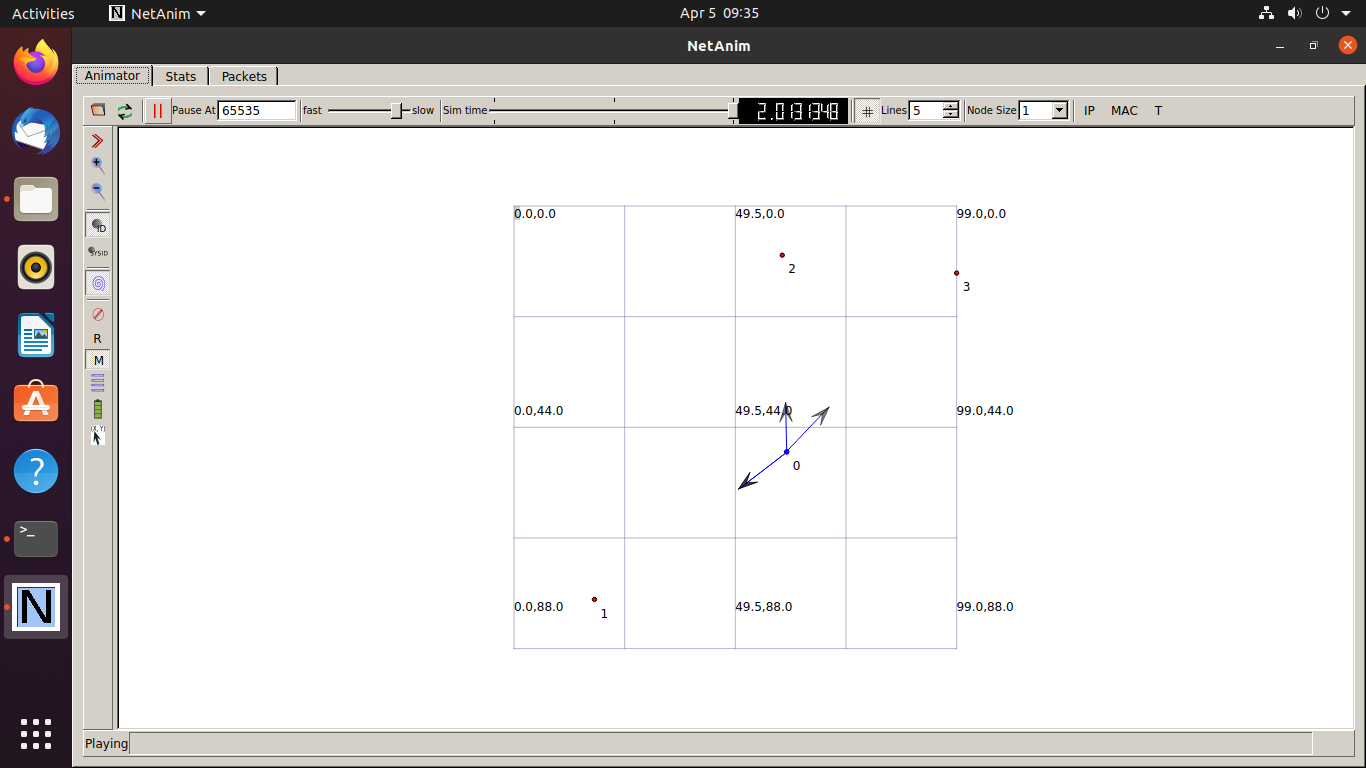 Activities NetAnim Apr 5 09:35
NetAnim
Animator Stats Packets
Pause At 65535 fast slow Sim time 2.013148 # Lines 5 Node Size 1 IP MAC T
ID
SYSID
R
M
(X,Y)
0.0,0.0 49.5,0.0 99.0,0.0
2
3
0.0,44.0 49.5,44.0 99.0,44.0
0
0.0,88.0 49.5,88.0 99.0,88.0
1
>_
?
N
Playing